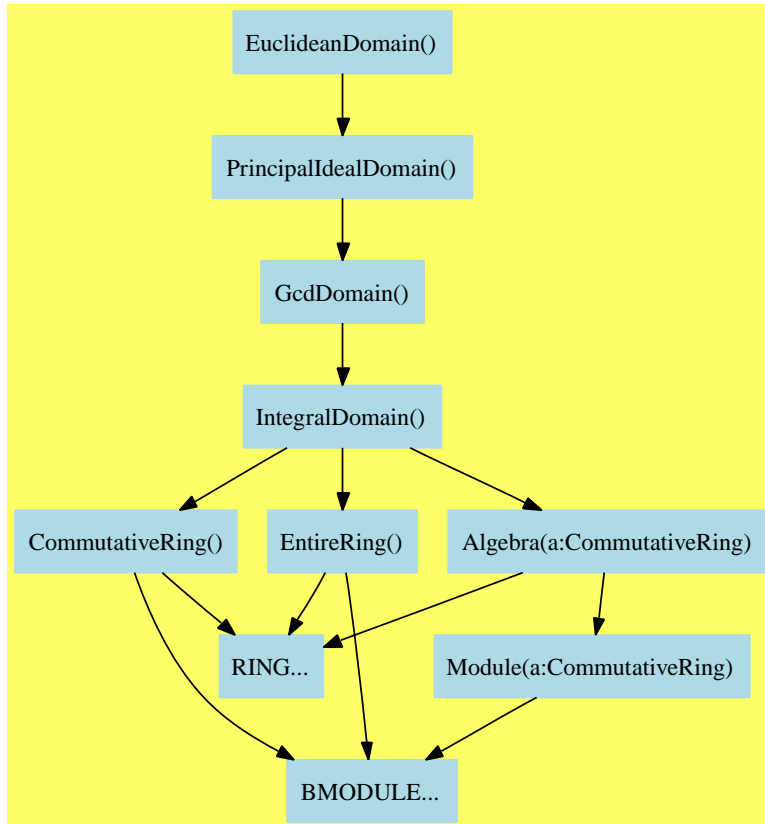 EuclideanDomain()
PrincipalIdealDomain()
GcdDomain()
IntegralDomain()
CommutativeRing()
EntireRing()
Algebra(a:CommutativeRing)
RING...
Module(a:CommutativeRing)
BMODULE...